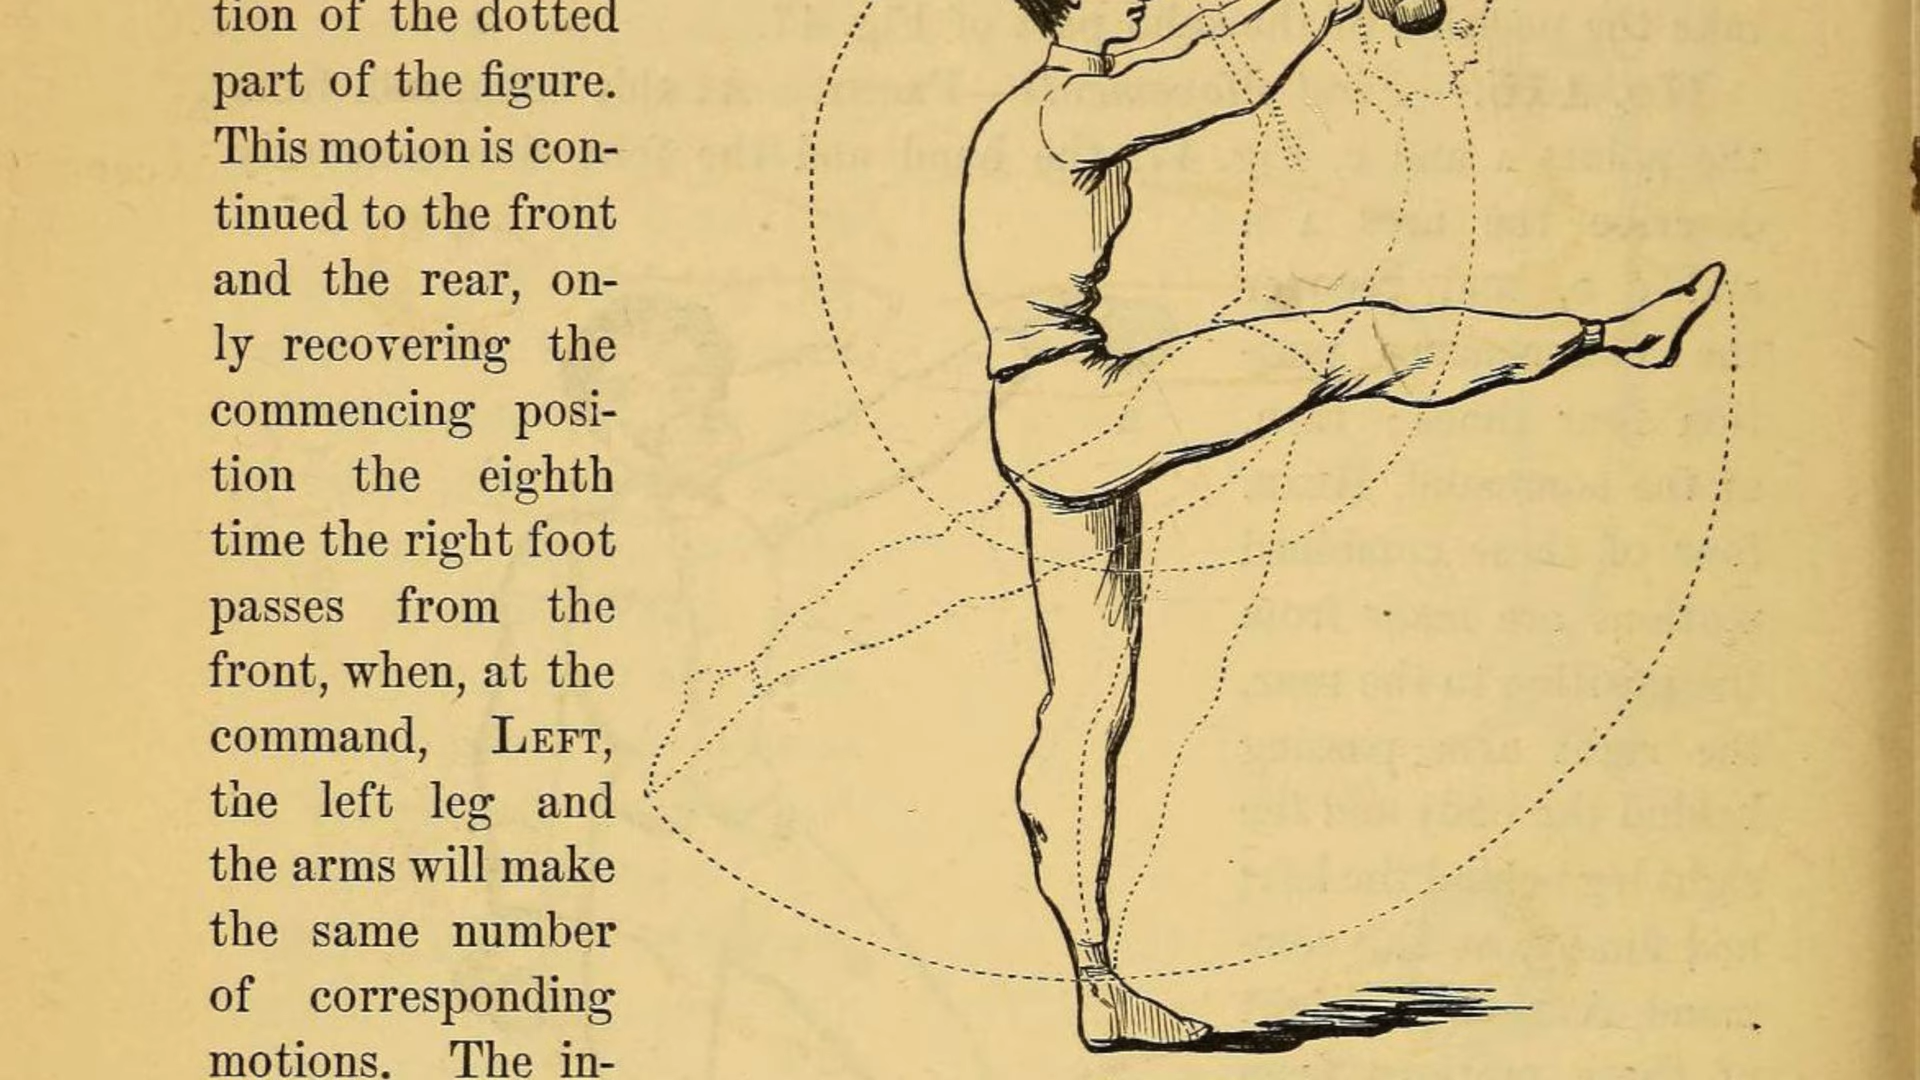 tion of the dotted
part of the figure.
This motion is con-
tinued to the front
and the rear, on-
ly recovering the
commencing posi-
tion the eighth
time the right foot
passes from the
front, when, at the
command, LEFT,
the left leg and
the arms will make
the same number
of corresponding
motions. The in-